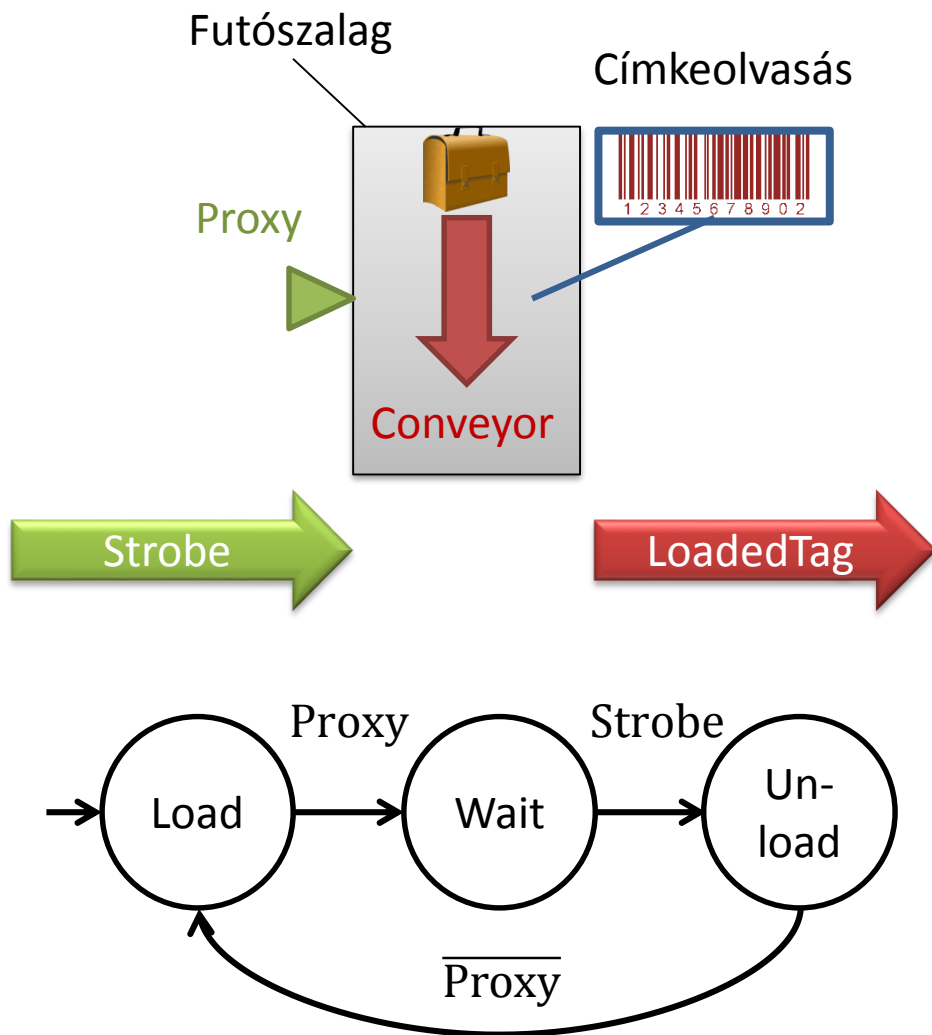 Futószalag
Címkeolvasás
1 2 3 4 5 6 7 8 9 0 2
Proxy
Conveyor
Strobe
LoadedTag
Proxy
Strobe
Load
Wait
Un-
load
Proxy